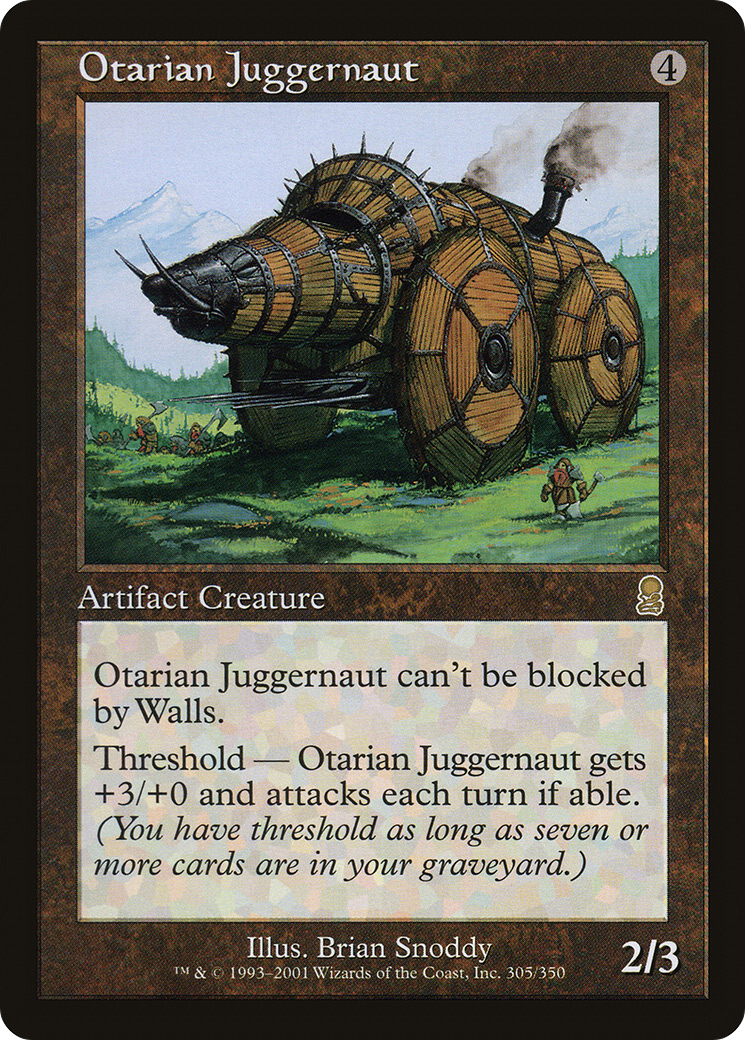 Otarian Juggernaut 4
Artifact Creature
Otarian Juggernaut can't be blocked
by Walls.
Threshold — Otarian Juggernaut gets
+3/+0 and attacks each turn if able.
(You have threshold as long as seven or
more cards are in your graveyard.)
Illus. Brian Snoddy
™ & © 1993–2001 Wizards of the Coast, Inc. 305/350
2/3